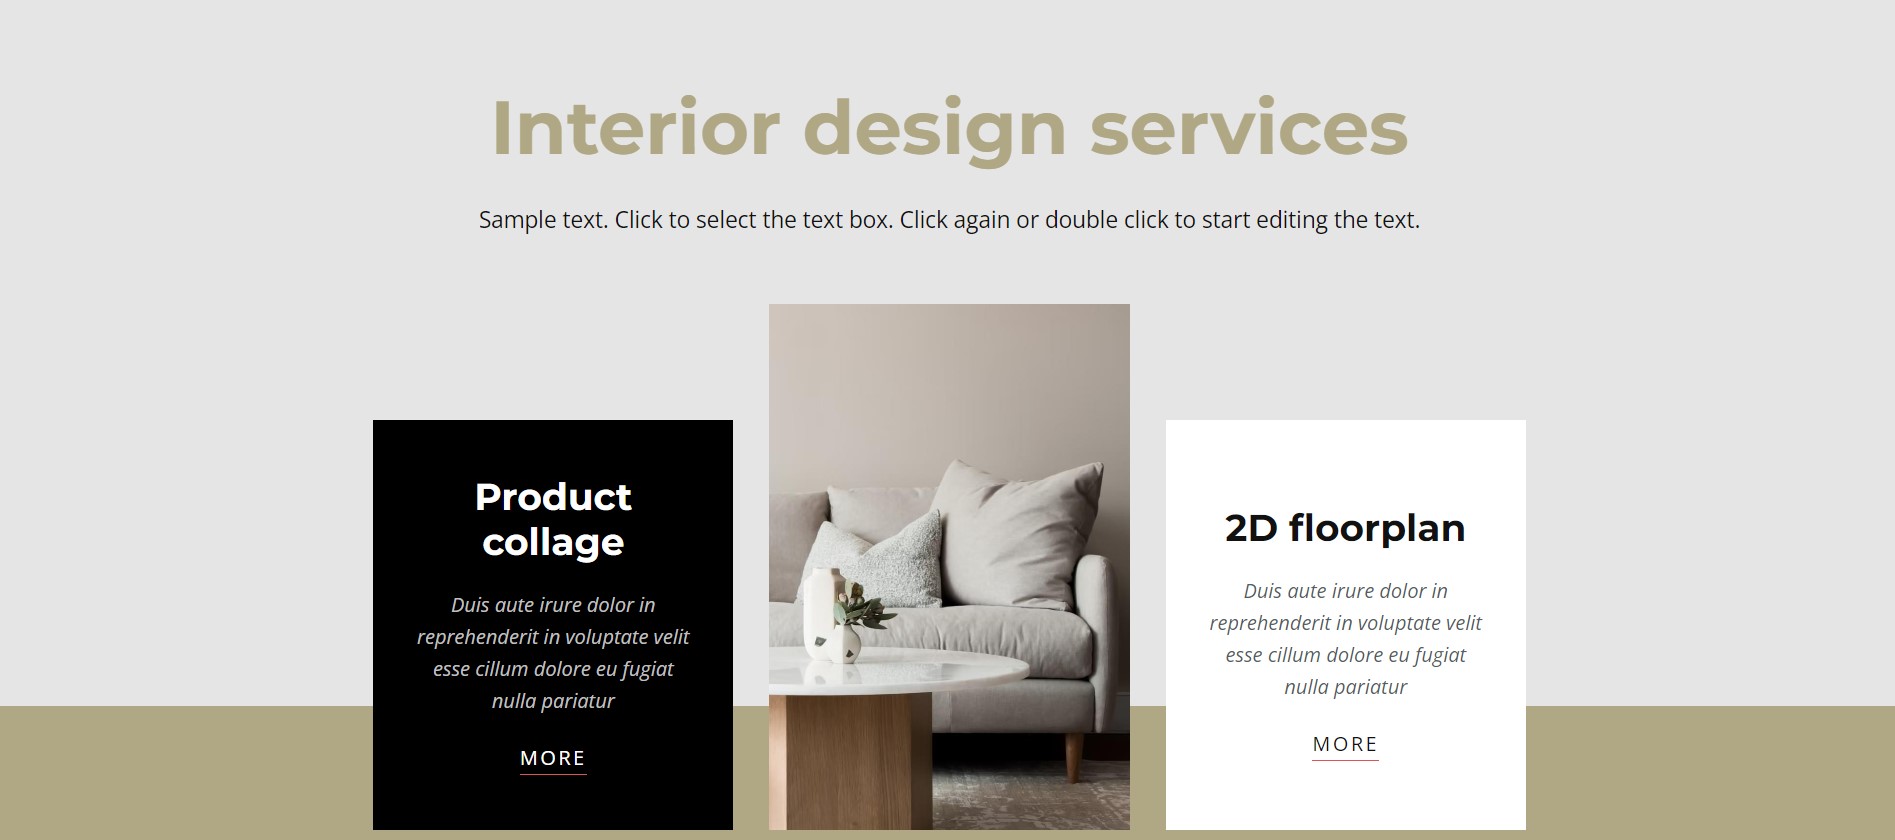 Interior design services
Sample text. Click to select the text box. Click again or double click to start editing the text.
Product
collage
Duis aute irure dolor in
reprehenderit in voluptate velit
esse cillum dolore eu fugiat
nulla pariatur
MORE
2D floorplan
Duis aute irure dolor in
reprehenderit in voluptate velit
esse cillum dolore eu fugiat
nulla pariatur
MORE